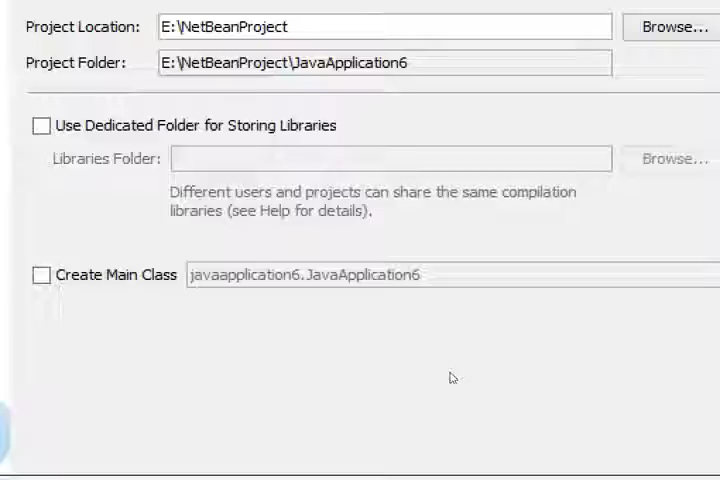 Project Location: E:\NetBeanProject Browse...
Project Folder: E:\NetBeanProject\JavaApplication6
Use Dedicated Folder for Storing Libraries
Libraries Folder: Browse...
Different users and projects can share the same compilation
libraries (see Help for details).
Create Main Class javaapplication6.JavaApplication6